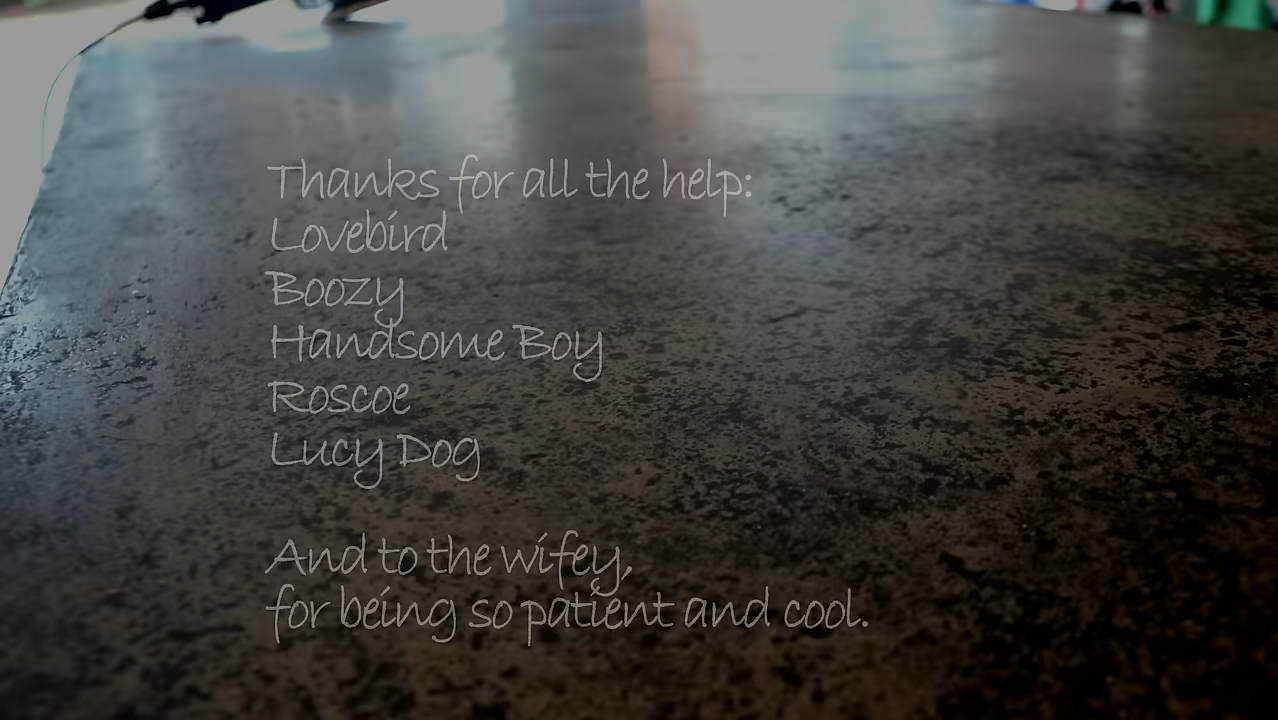 Thanks for all the help:
Lovebird
Boozy
Handsome Boy
Roscoe
Lucy Dog
And to the wifey,
for being so patient and cool.